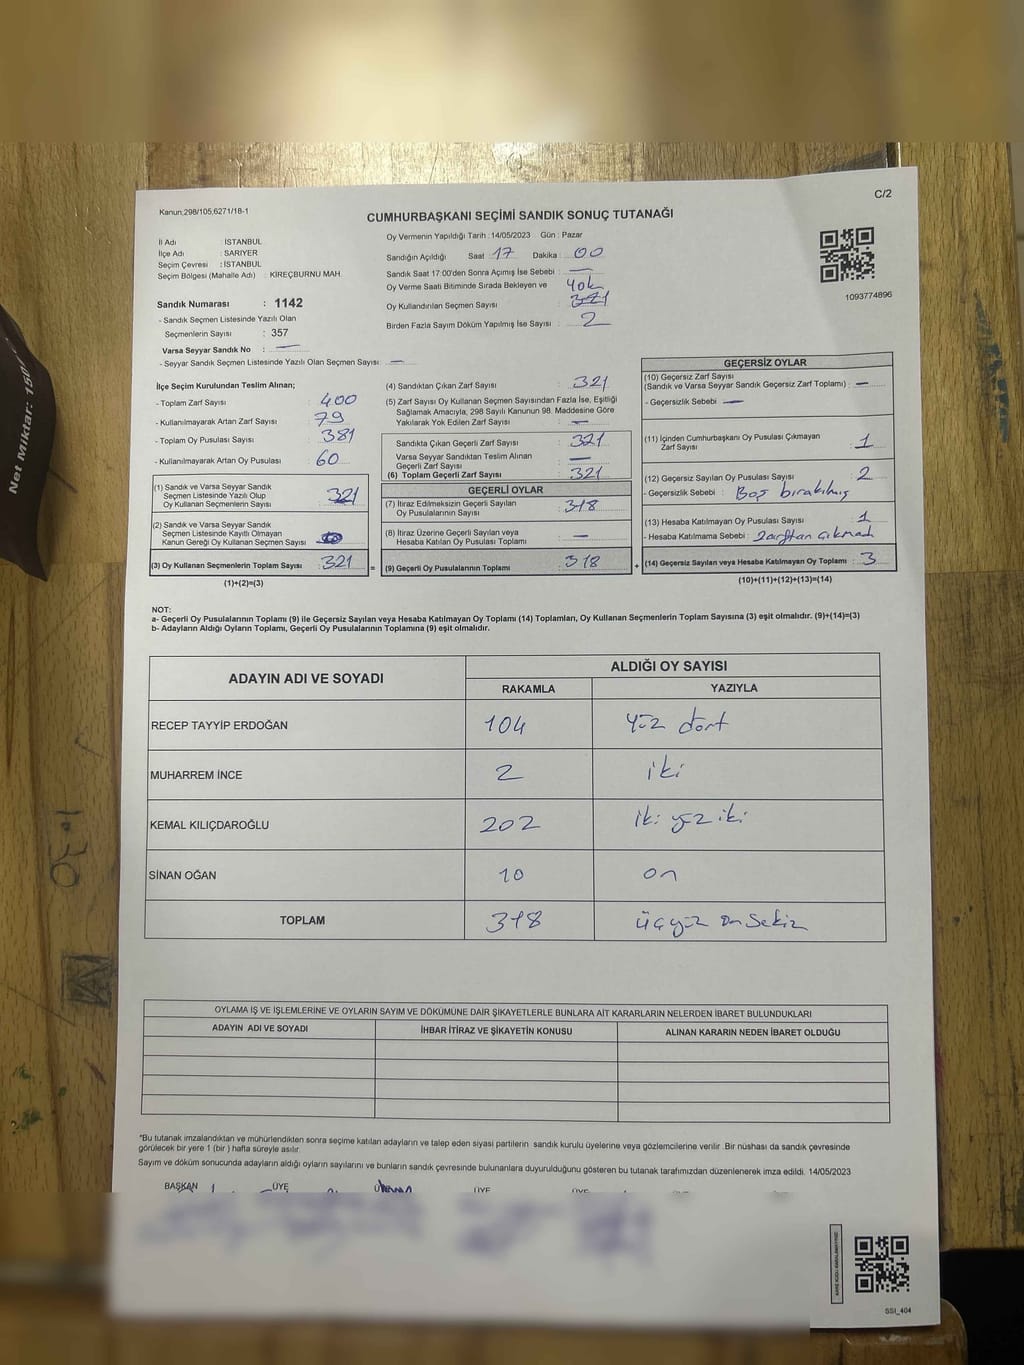 C/2
Kanun;298/105,6271/18-1
CUMHURBAŞKANI SEÇİMİ SANDIK SONUÇ TUTANAĞI
İl Adı : İSTANBUL
İlçe Adı : SARIYER
Seçim Çevresi : İSTANBUL
Seçim Bölgesi (Mahalle Adı) : KİREÇBURNU MAH.
Sandık Numarası : 1142
- Sandık Seçmen Listesinde Yazılı Olan
Seçmenlerin Sayısı : 357
Varsa Seyyar Sandık No : —
- Seyyar Sandık Seçmen Listesinde Yazılı Olan Seçmen Sayısı : —
Oy Vermenin Yapıldığı Tarih : 14/05/2023 Gün : Pazar
Sandığın Açıldığı Saat : 17 Dakika : 00
Sandık Saat 17:00'den Sonra Açımış İse Sebebi : —
Oy Verme Saati Bitiminde Sırada Bekleyen ve : Yok
Oy Kullandırılan Seçmen Sayısı : 321
Birden Fazla Sayım Döküm Yapılmış İse Sayısı : 2
1093774896
İlçe Seçim Kurulundan Teslim Alınan;
- Toplam Zarf Sayısı : 400
- Kullanılmayarak Artan Zarf Sayısı : 79
- Toplam Oy Pusulası Sayısı : 381
- Kullanılmayarak Artan Oy Pusulası : 60
(1) Sandık ve Varsa Seyyar Sandık
Seçmen Listesinde Yazılı Olup
Oy Kullanan Seçmenlerin Sayısı : 321
(2) Sandık ve Varsa Seyyar Sandık
Seçmen Listesinde Kayıtlı Olmayan
Kanun Gereği Oy Kullanan Seçmen Sayısı :
(3) Oy Kullanan Seçmenlerin Toplam Sayısı : 321 =
(1)+(2)=(3)
(4) Sandıktan Çıkan Zarf Sayısı : 321
(5) Zarf Sayısı Oy Kullanan Seçmen Sayısından Fazla İse, Eşitliği
Sağlamak Amacıyla, 298 Sayılı Kanunun 98. Maddesine Göre
Yakılarak Yok Edilen Zarf Sayısı : —
Sandıkta Çıkan Geçerli Zarf Sayısı : 321
Varsa Seyyar Sandıktan Teslim Alınan
Geçerli Zarf Sayısı : —
(6) Toplam Geçerli Zarf Sayısı : 321
GEÇERLİ OYLAR
(7) İtiraz Edilmeksizin Geçerli Sayılan
Oy Pusulalarının Sayısı : 318
(8) İtiraz Üzerine Geçerli Sayılan veya
Hesaba Katılan Oy Pusulası Toplamı : —
(9) Geçerli Oy Pusulalarının Toplamı : 318 +
GEÇERSİZ OYLAR
(10) Geçersiz Zarf Sayısı
(Sandık ve Varsa Seyyar Sandık Geçersiz Zarf Toplamı) : —
- Geçersizlik Sebebi : —
(11) İçinden Cumhurbaşkanı Oy Pusulası Çıkmayan
Zarf Sayısı : 1
(12) Geçersiz Sayılan Oy Pusulası Sayısı : 2
- Geçersizlik Sebebi : Boş bırakılmış
(13) Hesaba Katılmayan Oy Pusulası Sayısı : 1
- Hesaba Katılmama Sebebi : Zarftan çıkmadı
(14) Geçersiz Sayılan veya Hesaba Katılmayan Oy Toplamı : 3
(10)+(11)+(12)+(13)=(14)
NOT:
a- Geçerli Oy Pusulalarının Toplamı (9) ile Geçersiz Sayılan veya Hesaba Katılmayan Oy Toplamı (14) Toplamları, Oy Kullanan Seçmenlerin Toplam Sayısına (3) eşit olmalıdır. (9)+(14)=(3)
b- Adayların Aldığı Oyların Toplamı, Geçerli Oy Pusulalarının Toplamına (9) eşit olmalıdır.
ADAYIN ADI VE SOYADI
ALDIĞI OY SAYISI
RAKAMLA YAZIYLA
RECEP TAYYİP ERDOĞAN 104 Yüz dört
MUHARREM İNCE 2 iki
KEMAL KILIÇDAROĞLU 202 İki yüz iki
SİNAN OĞAN 10 on
TOPLAM 318 üç yüz on sekiz
OYLAMA İŞ VE İŞLEMLERİNE VE OYLARIN SAYIM VE DÖKÜMÜNE DAİR ŞİKAYETLERLE BUNLARA AİT KARARLARIN NELERDEN İBARET BULUNDUKLARI
ADAYIN ADI VE SOYADI İHBAR İTİRAZ VE ŞİKAYETİN KONUSU ALINAN KARARIN NEDEN İBARET OLDUĞU
*Bu tutanak imzalandıktan ve mühürlendikten sonra seçime katılan adayların ve talep eden siyasi partilerin sandık kurulu üyelerine veya gözlemcilerine verilir. Bir nüshası da sandık çevresinde
görülecek bir yere 1 (bir ) hafta süreyle asılır.
Sayım ve döküm sonucunda adayların aldığı oyların sayılarını ve bunların sandık çevresinde bulunanlara duyurulduğunu gösteren bu tutanak tarafımızdan düzenlenerek imza edildi. 14/05/2023
BAŞKAN ÜYE ÜYE ÜYE
SSI_404
Net Miktar: 150